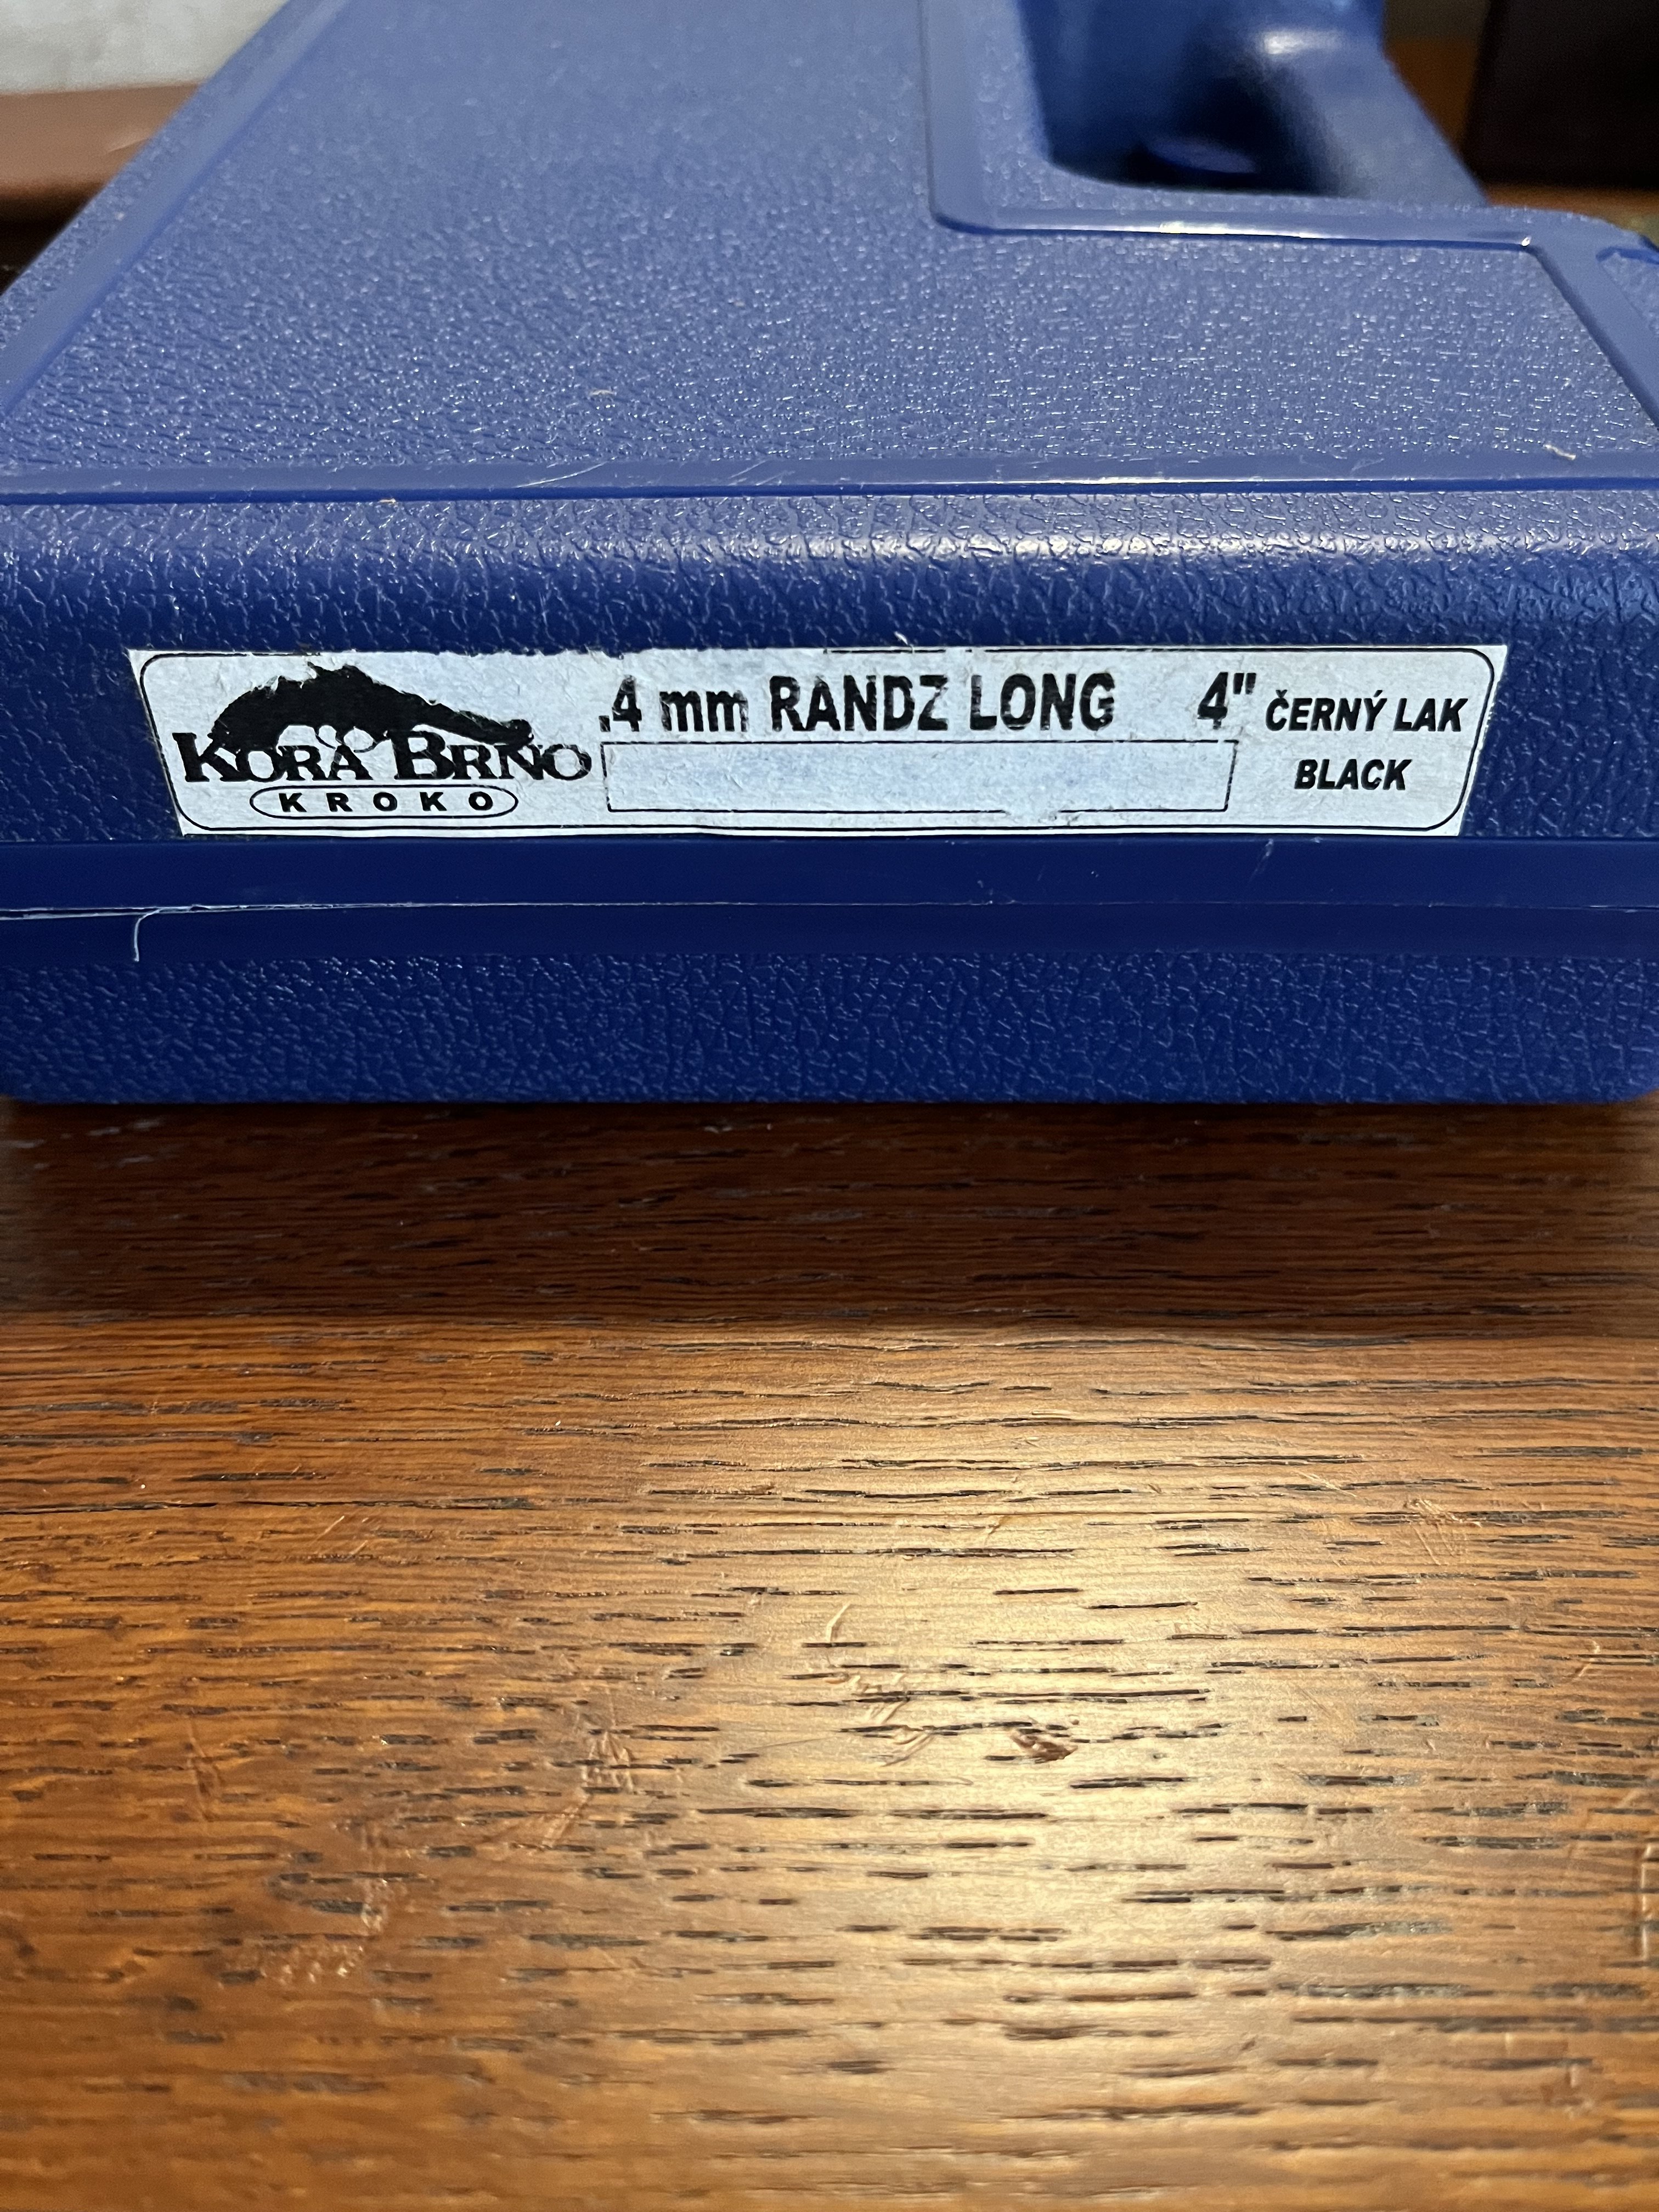 KORA BRNO
KROKO
.4 mm RANDZ LONG 4" ČERNÝ LAK
BLACK